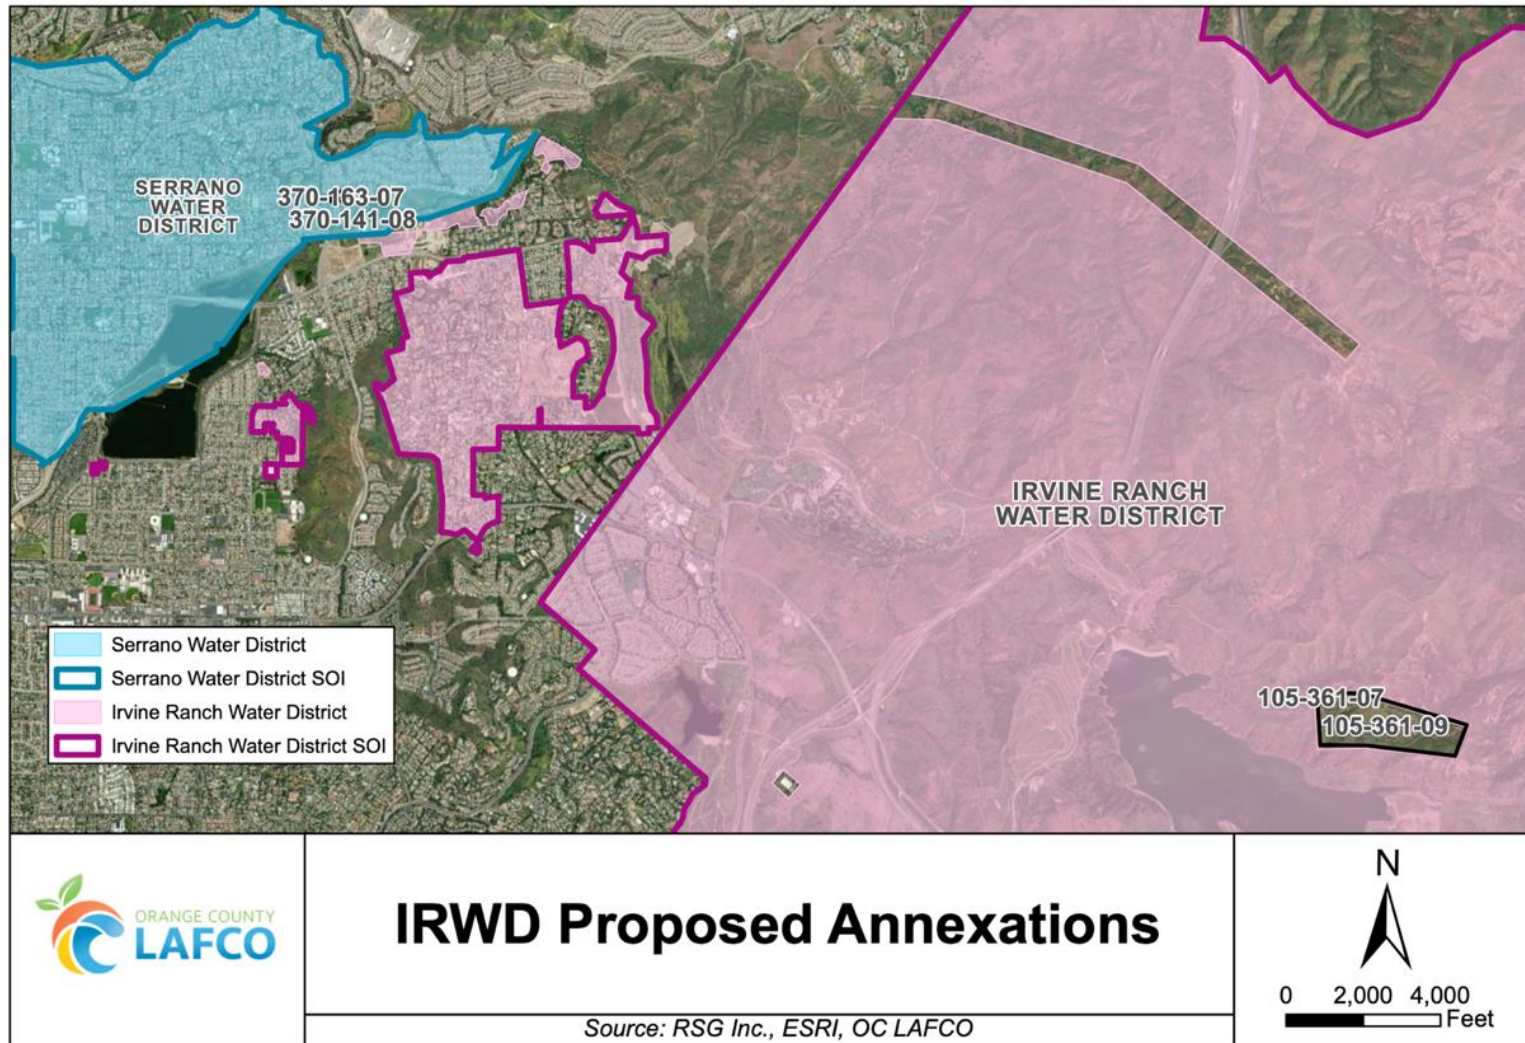 SERRANO
WATER
DISTRICT
370-163-07
370-141-08
IRVINE RANCH
WATER DISTRICT
105-361-07
105-361-09
Serrano Water District
Serrano Water District SOI
Irvine Ranch Water District
Irvine Ranch Water District SOI
ORANGE COUNTY
LAFCO
IRWD Proposed Annexations
Source: RSG Inc., ESRI, OC LAFCO
N
0 2,000 4,000
Feet